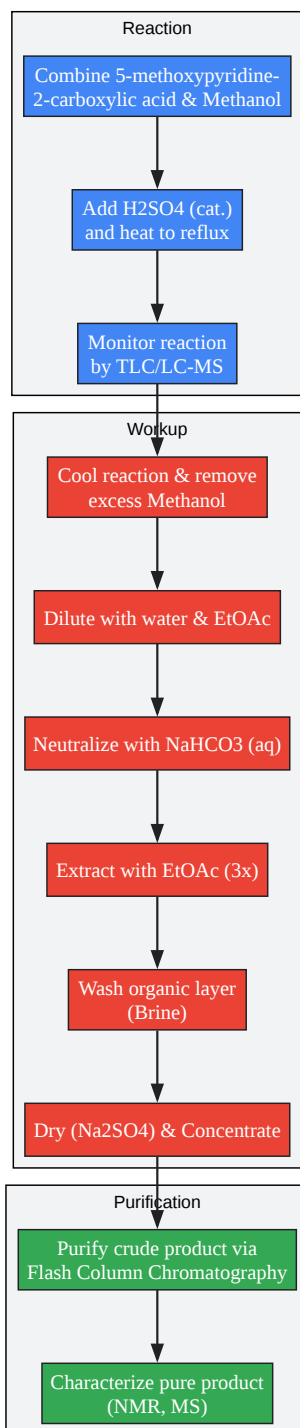 Reaction
Combine 5-methoxypyridine-
2-carboxylic acid & Methanol
Add H2SO4 (cat.)
and heat to reflux
Monitor reaction
by TLC/LC-MS
Workup
Cool reaction & remove
excess Methanol
Dilute with water & EtOAc
Neutralize with NaHCO3 (aq)
Extract with EtOAc (3x)
Wash organic layer
(Brine)
Dry (Na2SO4) & Concentrate
Purification
Purify crude product via
Flash Column Chromatography
Characterize pure product
(NMR, MS)